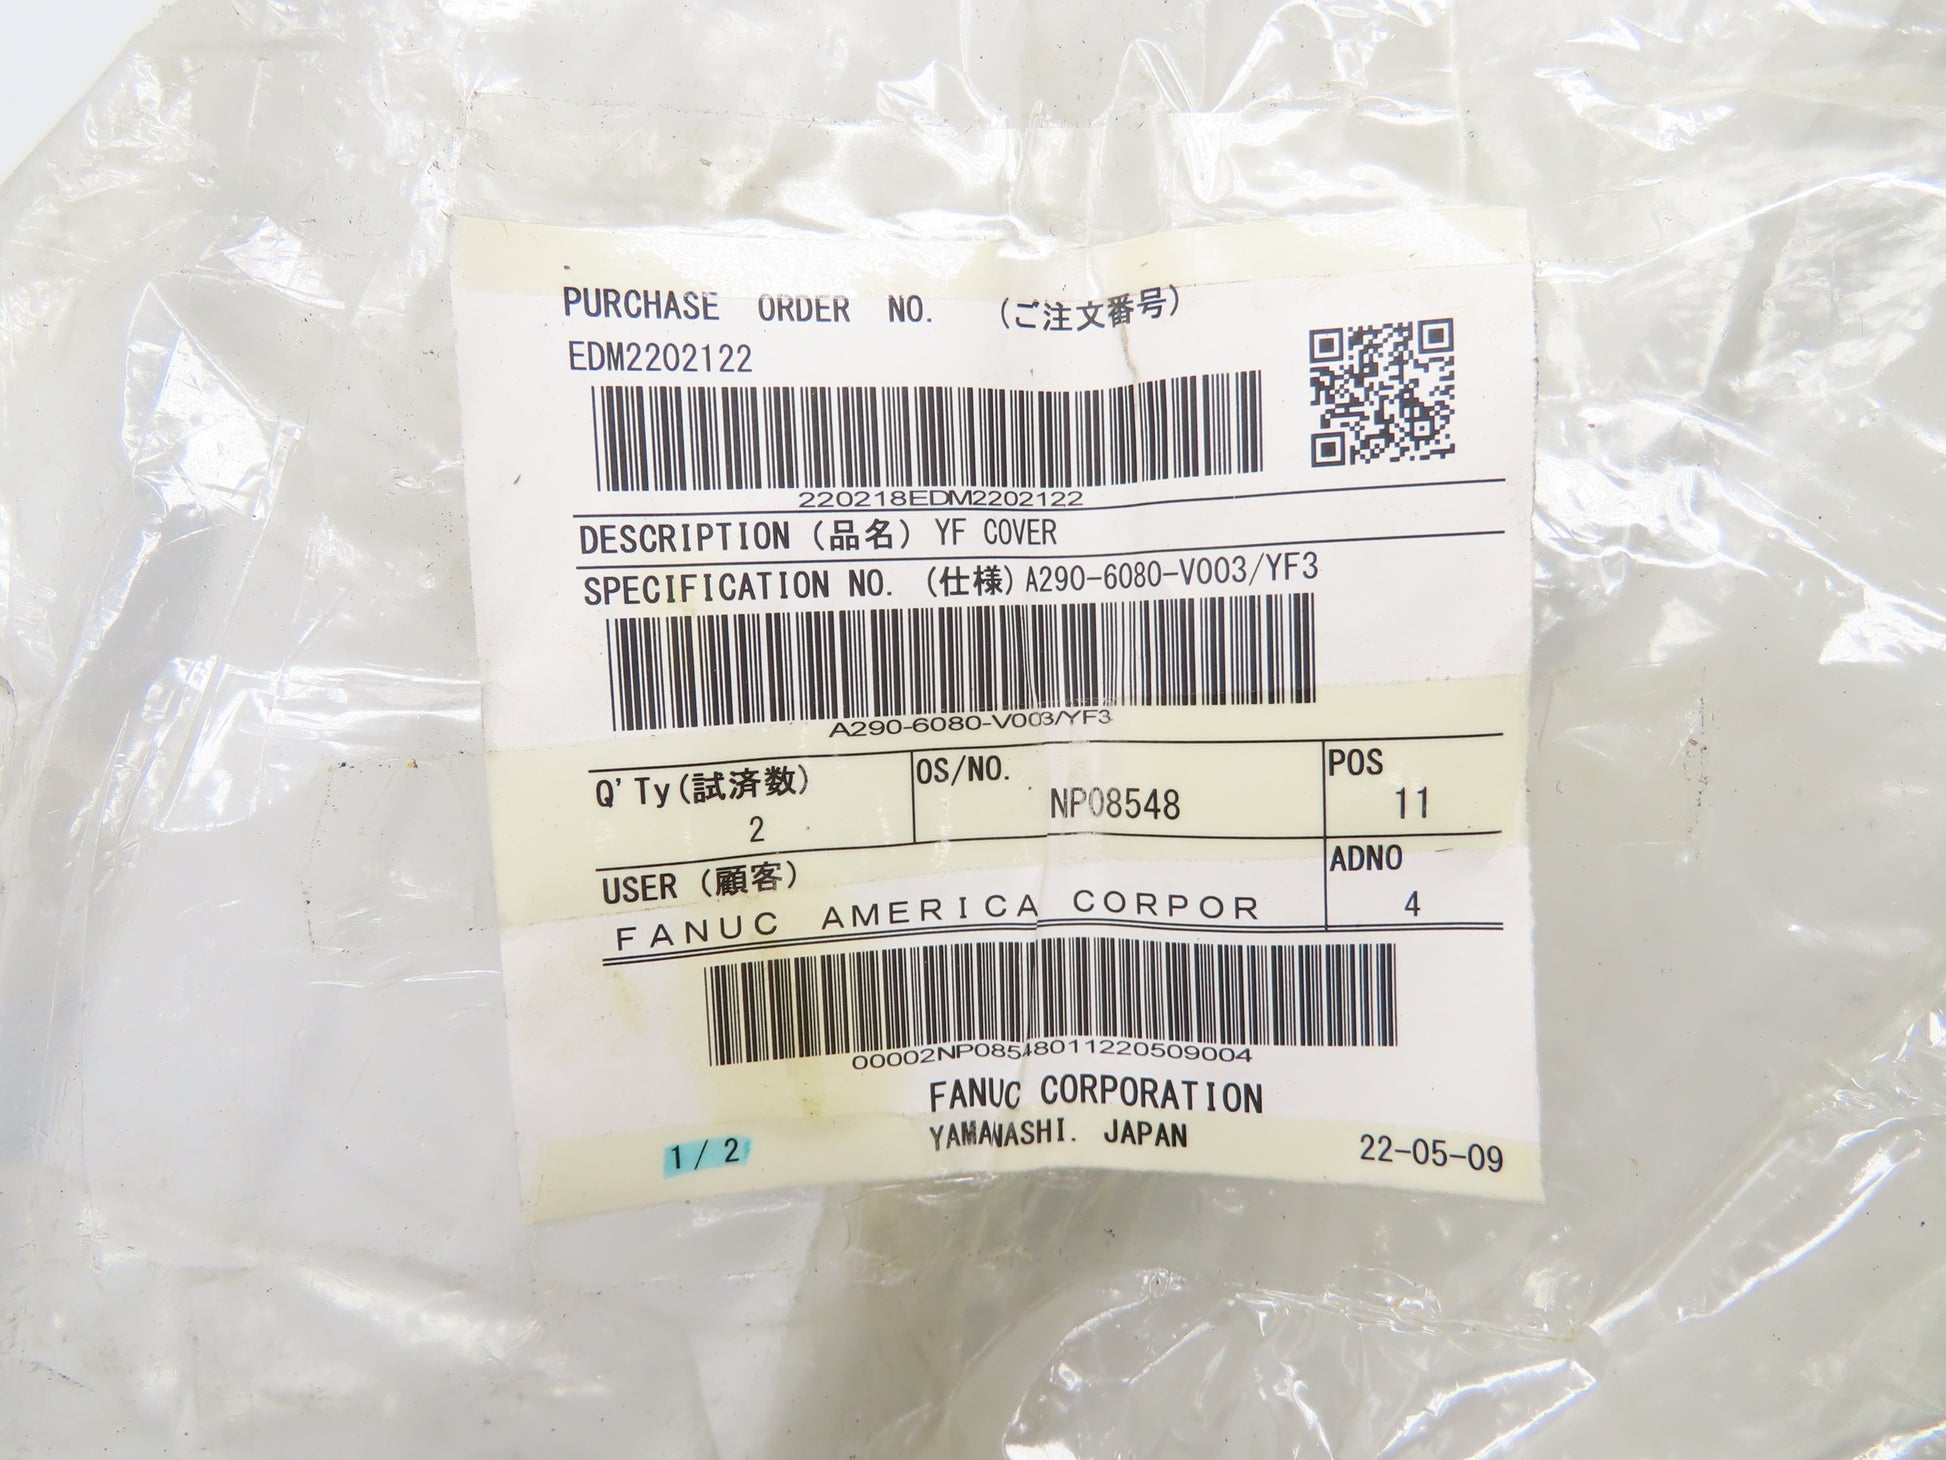 PURCHASE ORDER NO. (ご注文番号)
EDM2202122
220218EDM2202122
DESCRIPTION (品名) YF COVER
SPECIFICATION NO. (仕様) A290-6080-V003/YF3
A290-6080-V003/YF3
Q'Ty(試済数)
2
OS/NO.
NP08548
POS
11
USER (顧客)
FANUC AMERICA CORPOR
ADNO
4
00002NP08548011220509004
FANUC CORPORATION
YAMANASHI. JAPAN
1/2
22-05-09